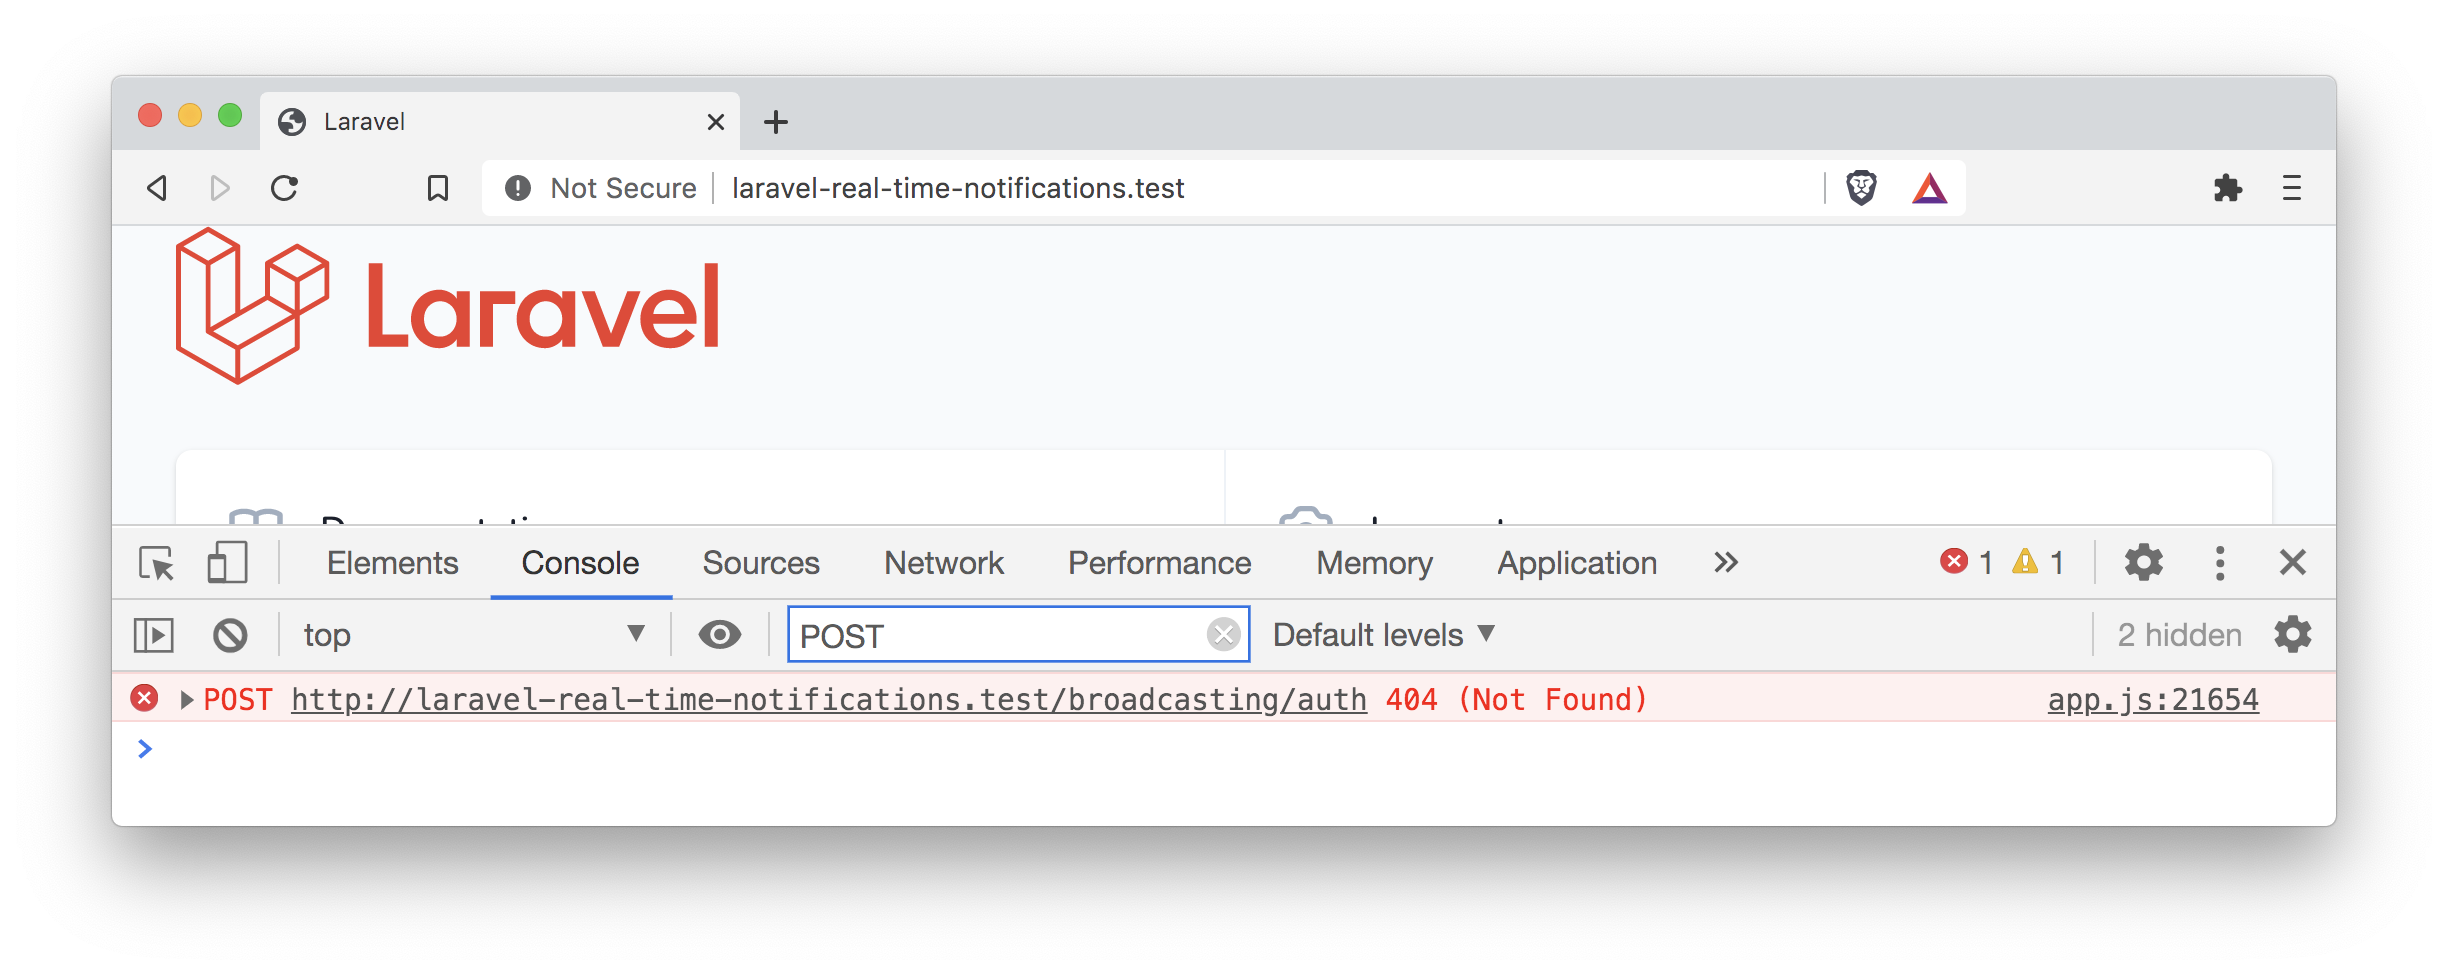 Laravel
Not Secure laravel-real-time-notifications.test
Laravel
Elements Console Sources Network Performance Memory Application 1 1
top POST Default levels 2 hidden
POST http://laravel-real-time-notifications.test/broadcasting/auth 404 (Not Found) app.js:21654